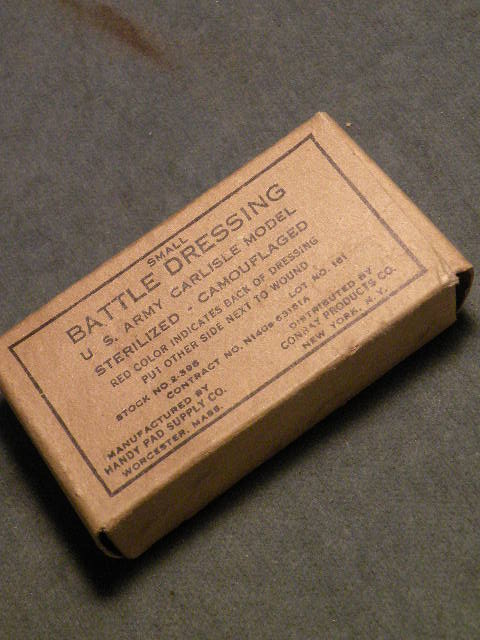 SMALL
BATTLE DRESSING
U. S. ARMY CARLISLE MODEL
STERILIZED - CAMOUFLAGED
RED COLOR INDICATES BACK OF DRESSING
PUT OTHER SIDE NEXT TO WOUND
STOCK NO. 2-396 LOT NO. 161
CONTRACT NO.
MANUFACTURED BY DISTRIBUTED BY
HANDY PAD SUPPLY CO. CONRAY PRODUCTS CO.
WORCESTER, MASS. NEW YORK, N. Y.